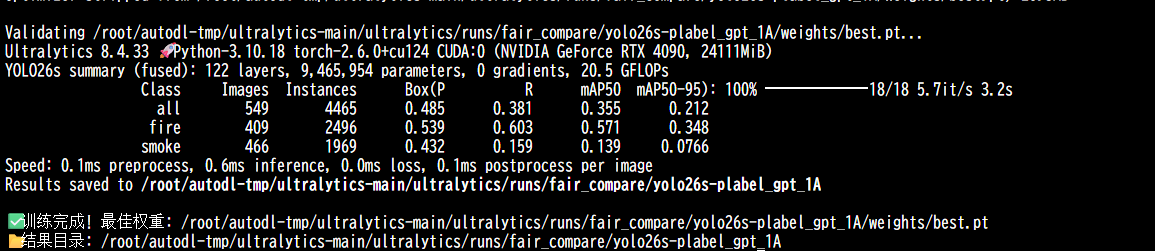 Validating /root/autodl-tmp/ultralytics-main/ultralytics/runs/fair_compare/yolo26s-plabel_gpt_1A/weights/best.pt...
Ultralytics 8.4.33 🚀Python-3.10.18 torch-2.6.0+cu124 CUDA:0 (NVIDIA GeForce RTX 4090, 24111MiB)
YOLO26s summary (fused): 122 layers, 9,465,954 parameters, 0 gradients, 20.5 GFLOPs
Class Images Instances Box(P R mAP50 mAP50-95): 100% ━━━━━━━━━━━━ 18/18 5.7it/s 3.2s
all 549 4465 0.485 0.381 0.355 0.212
fire 409 2496 0.539 0.603 0.571 0.348
smoke 466 1969 0.432 0.159 0.139 0.0766
Speed: 0.1ms preprocess, 0.6ms inference, 0.0ms loss, 0.1ms postprocess per image
Results saved to /root/autodl-tmp/ultralytics-main/ultralytics/runs/fair_compare/yolo26s-plabel_gpt_1A
✅训练完成! 最佳权重: /root/autodl-tmp/ultralytics-main/ultralytics/runs/fair_compare/yolo26s-plabel_gpt_1A/weights/best.pt
📁结果目录: /root/autodl-tmp/ultralytics-main/ultralytics/runs/fair_compare/yolo26s-plabel_gpt_1A